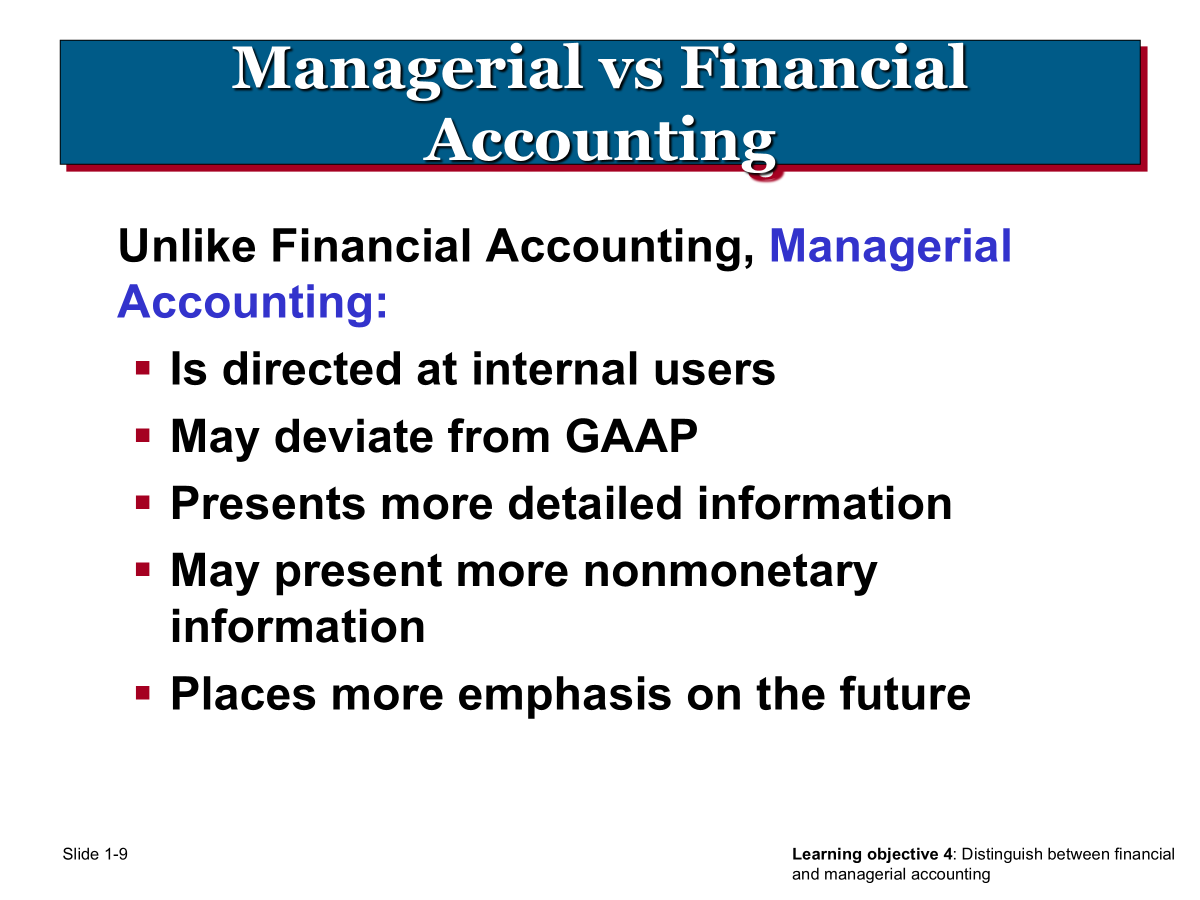 Managerial vs Financial
Accounting
Unlike Financial Accounting, Managerial
Accounting:
▪ Is directed at internal users
▪ May deviate from GAAP
▪ Presents more detailed information
▪ May present more nonmonetary
information
▪ Places more emphasis on the future
Slide 1-9
Learning objective 4: Distinguish between financial
and managerial accounting